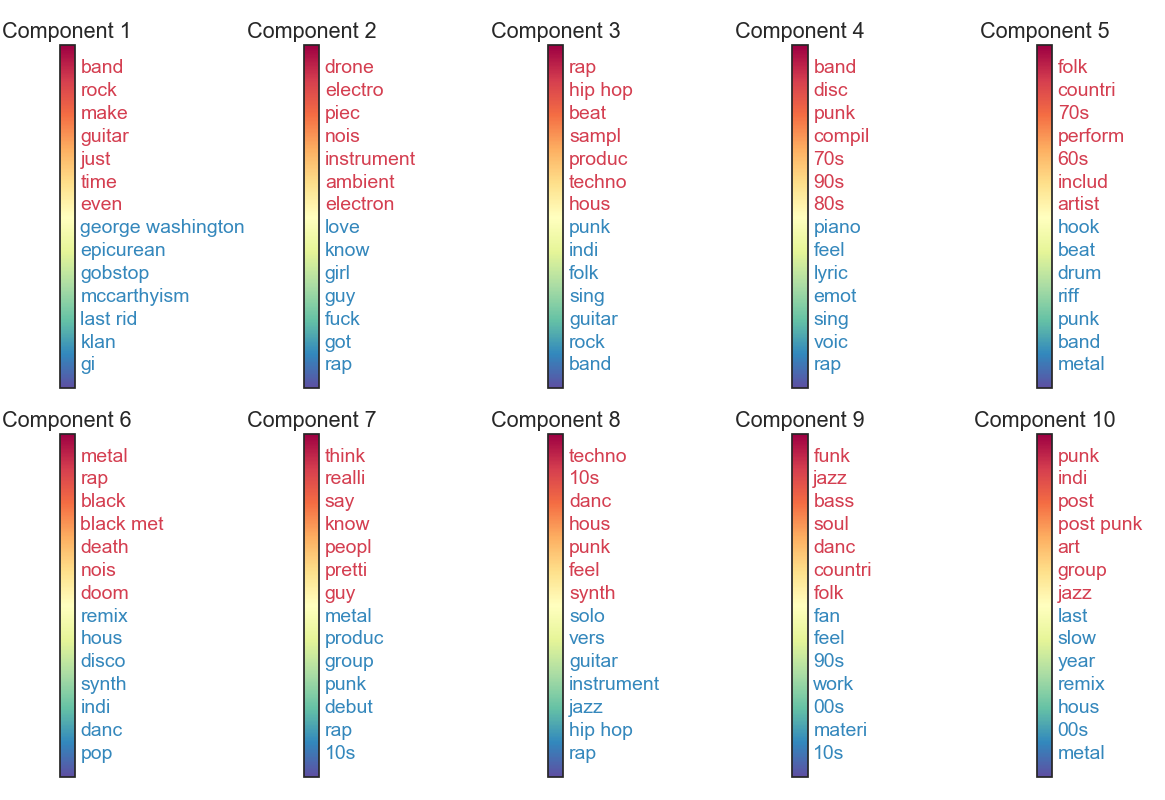 Component 1
band
rock
make
guitar
just
time
even
george washington
epicurean
gobstop
mccarthyism
last rid
klan
gi
Component 2
drone
electro
piec
nois
instrument
ambient
electron
love
know
girl
guy
fuck
got
rap
Component 3
rap
hip hop
beat
sampl
produc
techno
hous
punk
indi
folk
sing
guitar
rock
band
Component 4
band
disc
punk
compil
70s
90s
80s
piano
feel
lyric
emot
sing
voic
rap
Component 5
folk
countri
70s
perform
60s
includ
artist
hook
beat
drum
riff
punk
band
metal
Component 6
metal
rap
black
black met
death
nois
doom
remix
hous
disco
synth
indi
danc
pop
Component 7
think
realli
say
know
peopl
pretti
guy
metal
produc
group
punk
debut
rap
10s
Component 8
techno
10s
danc
hous
punk
feel
synth
solo
vers
guitar
instrument
jazz
hip hop
rap
Component 9
funk
jazz
bass
soul
danc
countri
folk
fan
feel
90s
work
00s
materi
10s
Component 10
punk
indi
post
post punk
art
group
jazz
last
slow
year
remix
hous
00s
metal